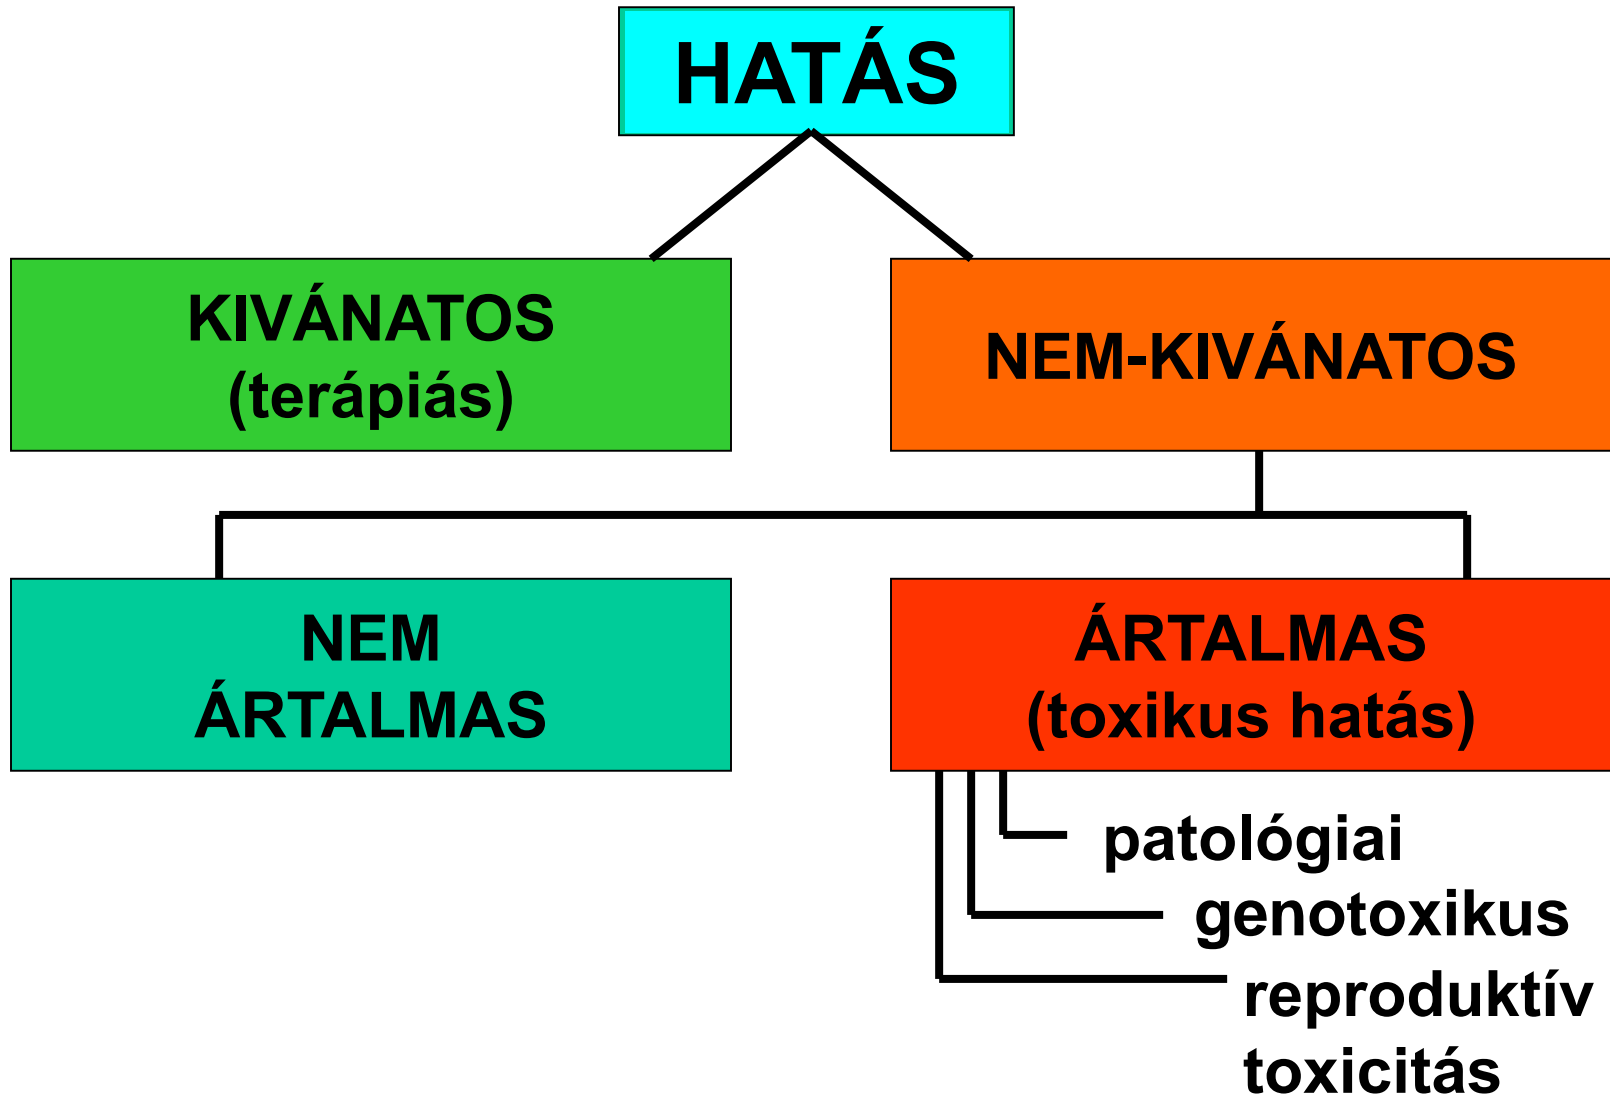 HATÁS
KIVÁNATOS
(terápiás)
NEM-KIVÁNATOS
NEM
ÁRTALMAS
ÁRTALMAS
(toxikus hatás)
patológiai
genotoxikus
reproduktív
toxicitás